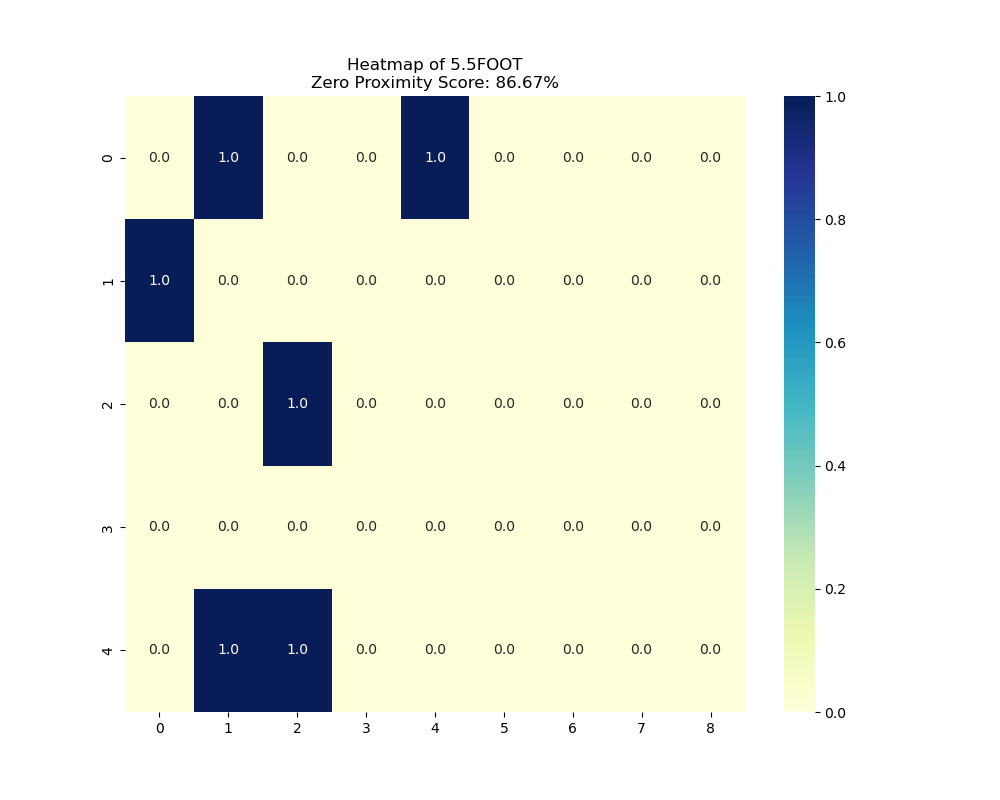 Heatmap of 5.5FOOT
Zero Proximity Score: 86.67%
1.0
0 0.0 1.0 0.0 0.0 1.0 0.0 0.0 0.0 0.0
0.8
1 1.0 0.0 0.0 0.0 0.0 0.0 0.0 0.0 0.0
0.6
2 0.0 0.0 1.0 0.0 0.0 0.0 0.0 0.0 0.0
0.4
3 0.0 0.0 0.0 0.0 0.0 0.0 0.0 0.0 0.0
0.2
4 0.0 1.0 1.0 0.0 0.0 0.0 0.0 0.0 0.0
0.0
0 1 2 3 4 5 6 7 8